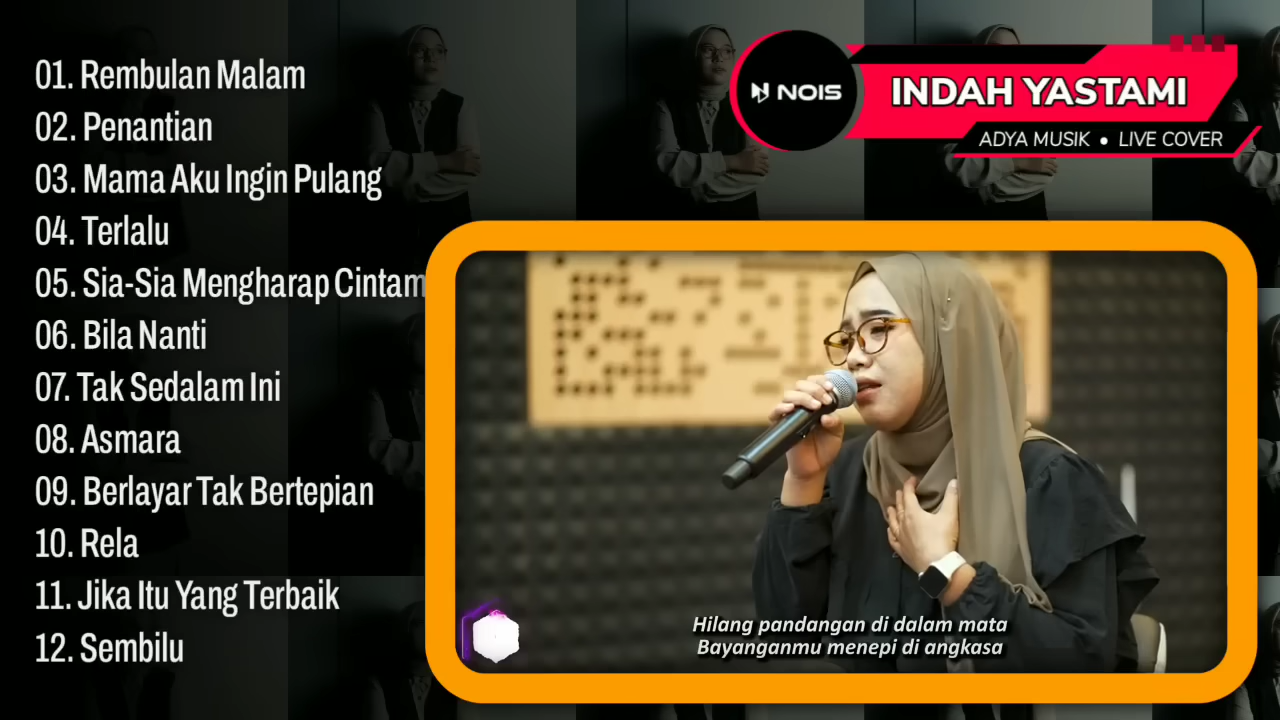 01. Rembulan Malam
02. Penantian
03. Mama Aku Ingin Pulang
04. Terlalu
05. Sia-Sia Mengharap Cintam
06. Bila Nanti
07. Tak Sedalam Ini
08. Asmara
09. Berlayar Tak Bertepian
10. Rela
11. Jika Itu Yang Terbaik
12. Sembilu
NOIS
INDAH YASTAMI
ADYA MUSIK • LIVE COVER
Hilang pandangan di dalam mata
Bayanganmu menepi di angkasa